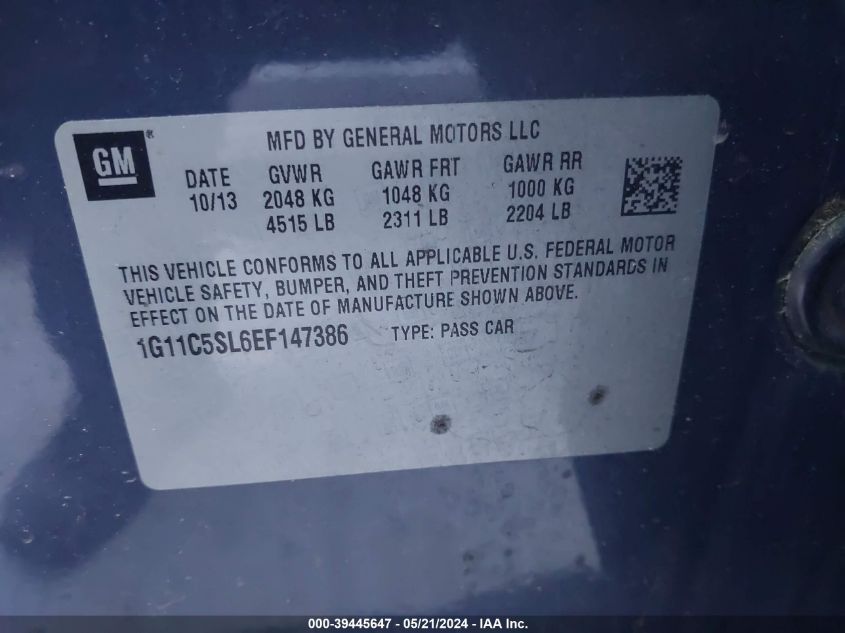 GM®
MFD BY GENERAL MOTORS LLC
DATE GVWR GAWR FRT GAWR RR
10/13 2048 KG 1048 KG 1000 KG
4515 LB 2311 LB 2204 LB
THIS VEHICLE CONFORMS TO ALL APPLICABLE U.S. FEDERAL MOTOR
VEHICLE SAFETY, BUMPER, AND THEFT PREVENTION STANDARDS IN
EFFECT ON THE DATE OF MANUFACTURE SHOWN ABOVE.
1G11C5SL6EF147386 TYPE: PASS CAR
000-39445647 - 05/21/2024 - IAA Inc.